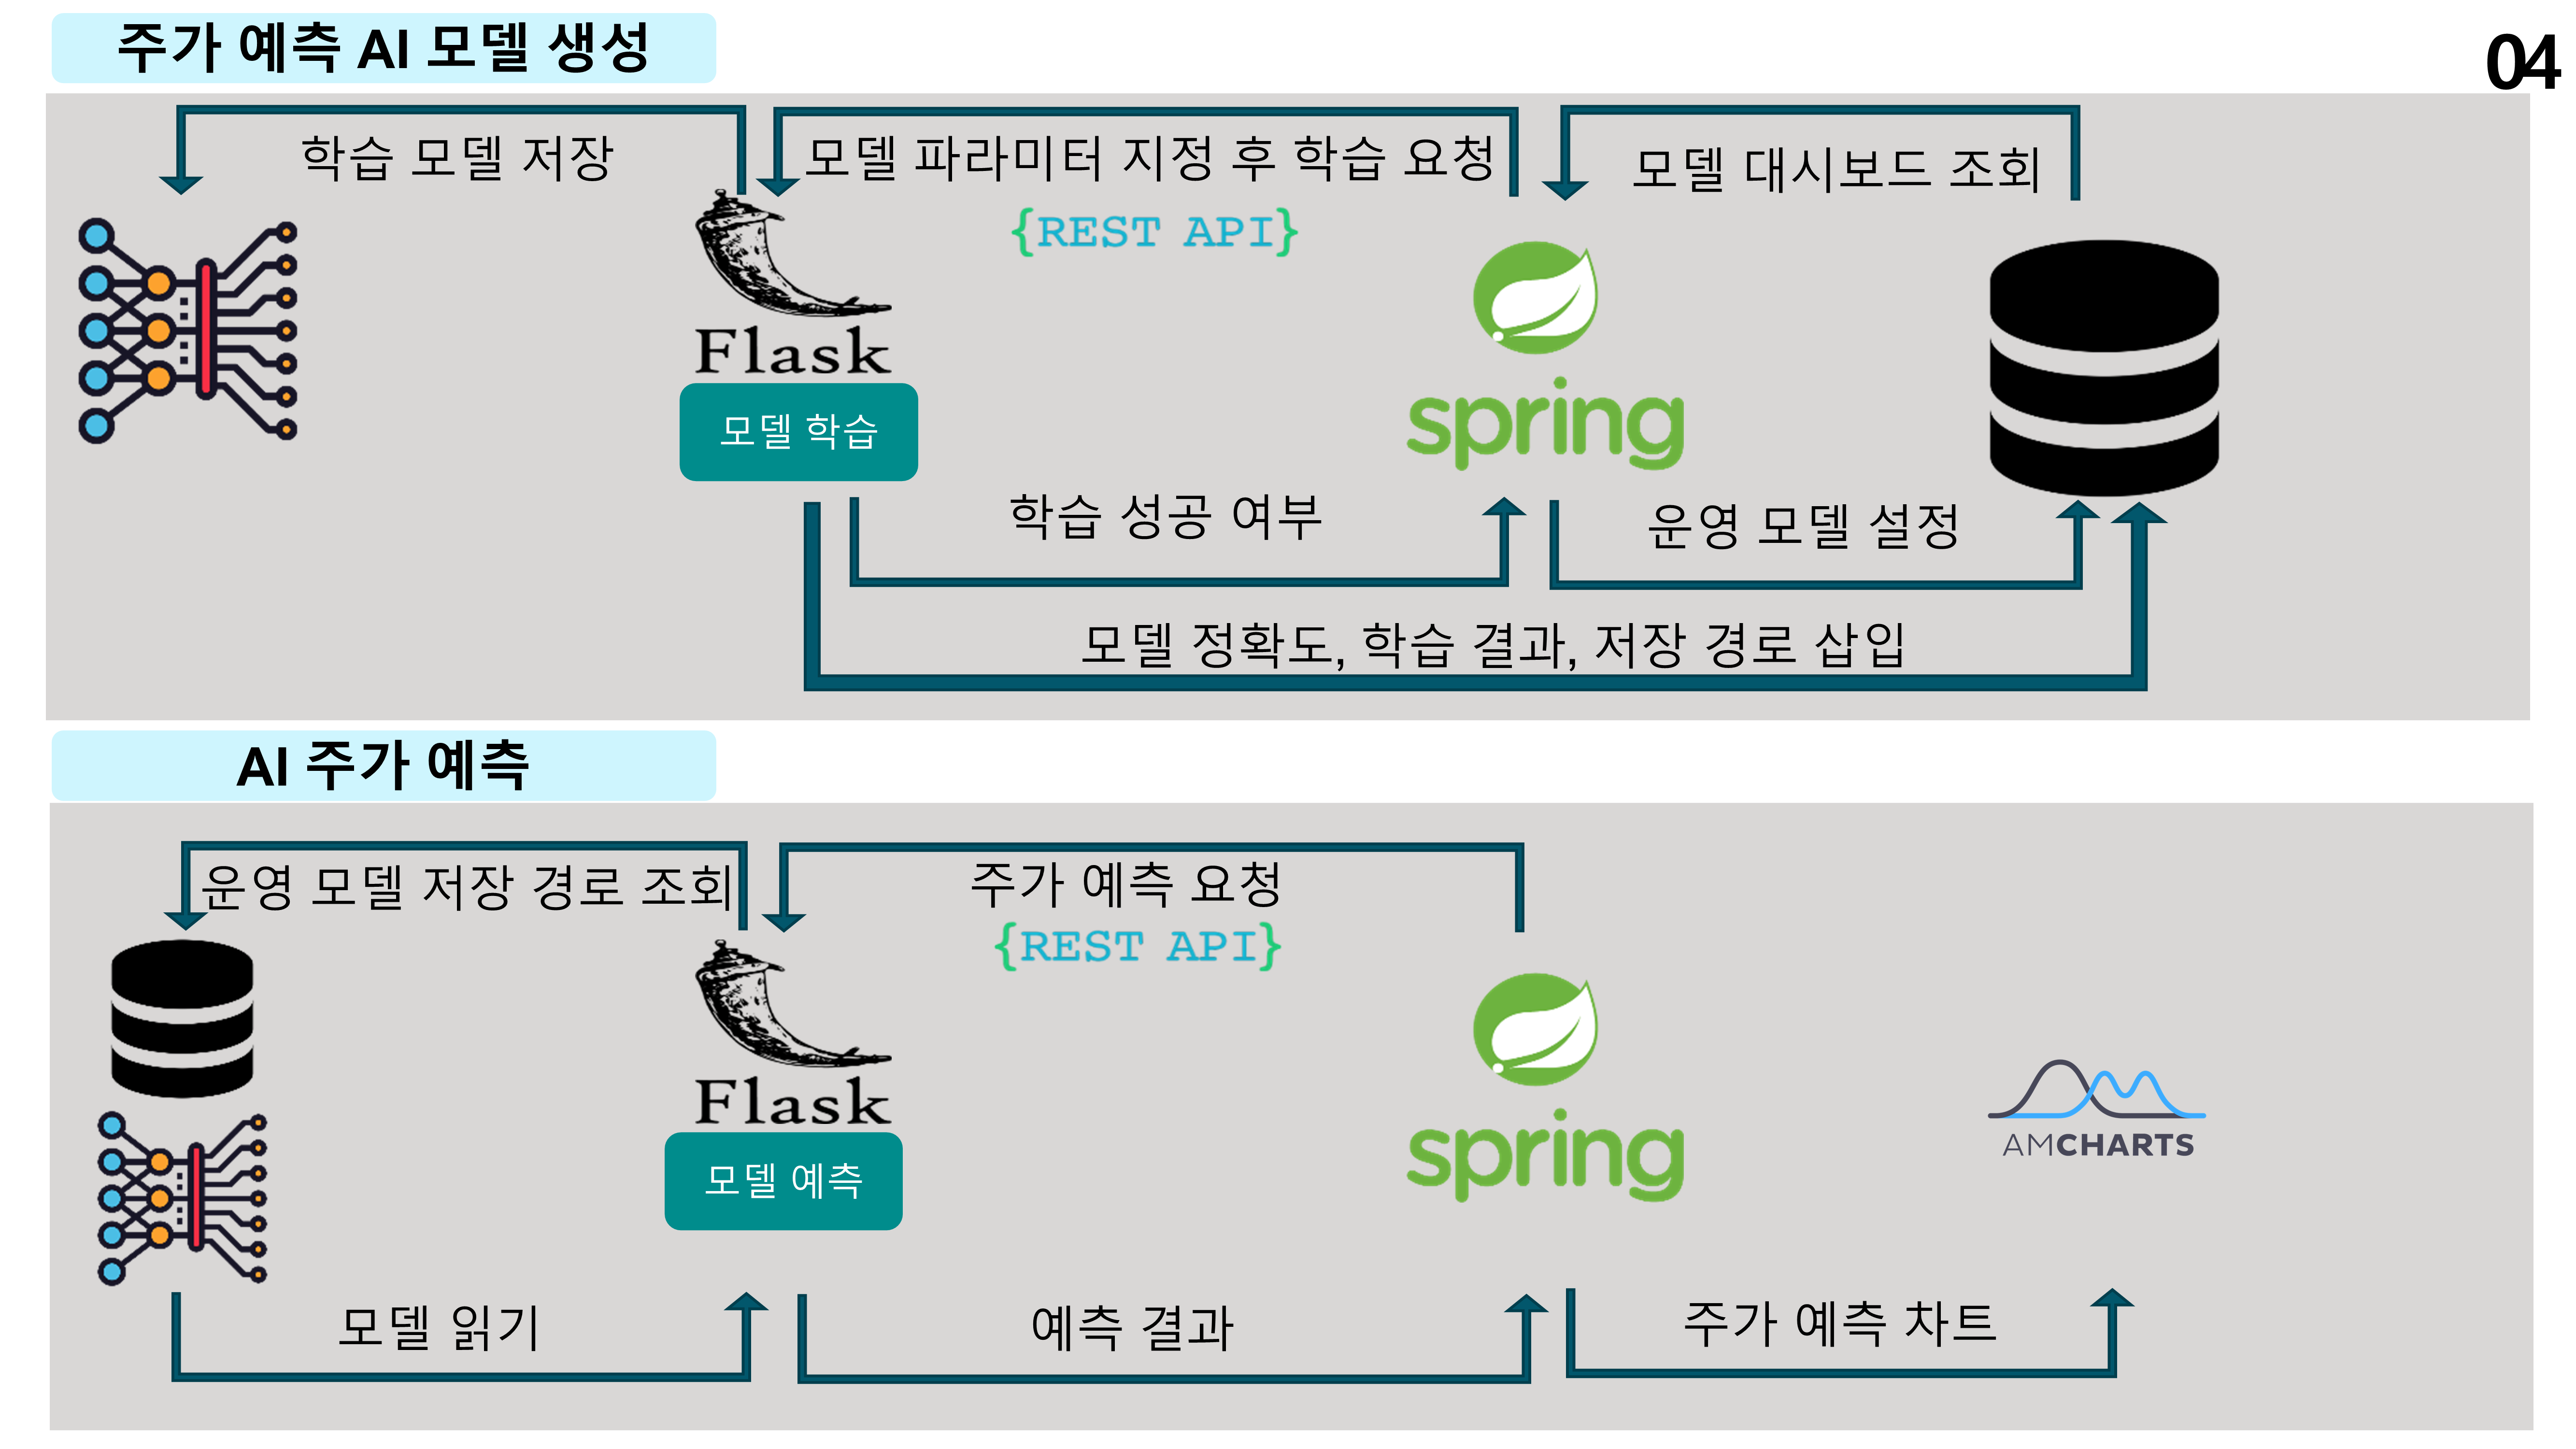 주가 예측 AI 모델 생성
04
학습 모델 저장
모델 파라미터 지정 후 학습 요청
모델 대시보드 조회
{REST API}
Flask
spring
모델 학습
학습 성공 여부
운영 모델 설정
모델 정확도, 학습 결과, 저장 경로 삽입
AI 주가 예측
운영 모델 저장 경로 조회
주가 예측 요청
{REST API}
Flask
spring
AMCHARTS
모델 예측
모델 읽기
예측 결과
주가 예측 차트